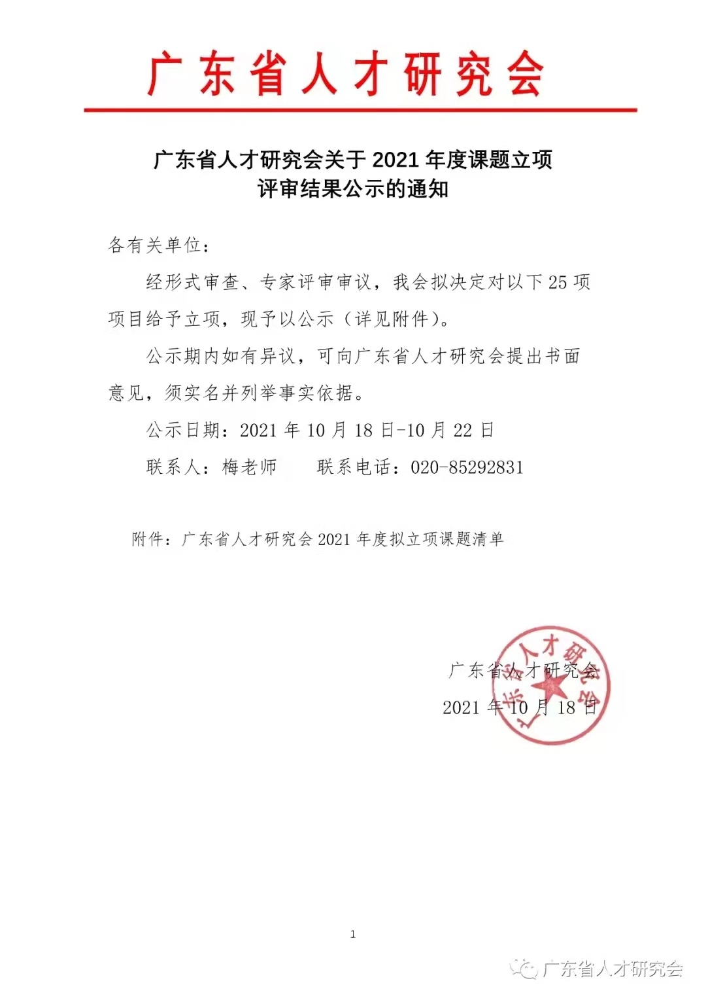 广东省人才研究会
广东省人才研究会关于 2021 年度课题立项
评审结果公示的通知
各有关单位：
经形式审查、专家评审审议，我会拟决定对以下 25 项
项目给予立项，现予以公示（详见附件）。
公示期内如有异议，可向广东省人才研究会提出书面
意见，须实名并列举事实依据。
公示日期：2021 年 10 月 18 日-10 月 22 日
联系人：梅老师 联系电话：020-85292831
附件：广东省人才研究会 2021 年度拟立项课题清单
广东省人才研究会
2021 年 10 月 18 日
广东省人才研究会
1
广东省人才研究会